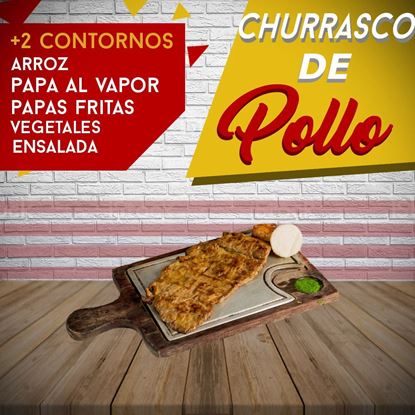 +2 CONTORNOS
ARROZ
PAPA AL VAPOR
PAPAS FRITAS
VEGETALES
ENSALADA
CHURRASCO
DE
Pollo